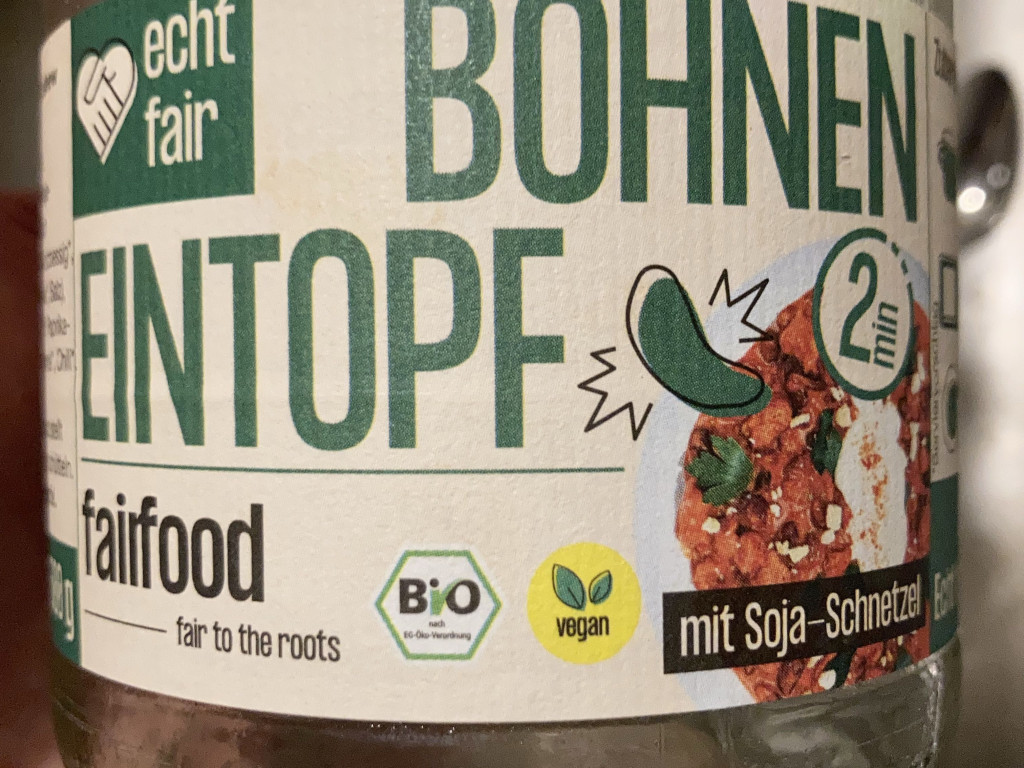 echt
fair
BOHNEN
EINTOPF
2
min
fairfood
fair to the roots
BiO
nach
EG-Öko-Verordnung
vegan
mit Soja-Schnetzel